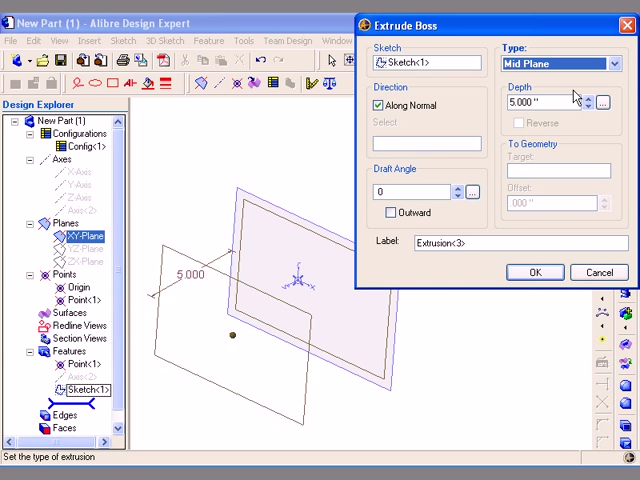 New Part (1) - Alibre Design Expert
File Edit View Insert Sketch 3D Sketch Feature Tools Team Design Window
Design Explorer
New Part (1)
Configurations
Config<1>
Axes
X-Axis
Y-Axis
Z-Axis
Axis<2>
Planes
XY-Plane
YZ-Plane
ZX-Plane
Points
Origin
Point<1>
Surfaces
Redline Views
Section Views
Features
Point<1>
Axis<2>
Sketch<1>
Edges
Faces
5.000
Extrude Boss
Sketch
Sketch<1>
Direction
Along Normal
Select
Draft Angle
0
...
Outward
Type:
Mid Plane
Depth
5.000 "
...
Reverse
To Geometry
Target:
Offset:
.000 "
Label:
Extrusion<3>
OK
Cancel
Set the type of extrusion